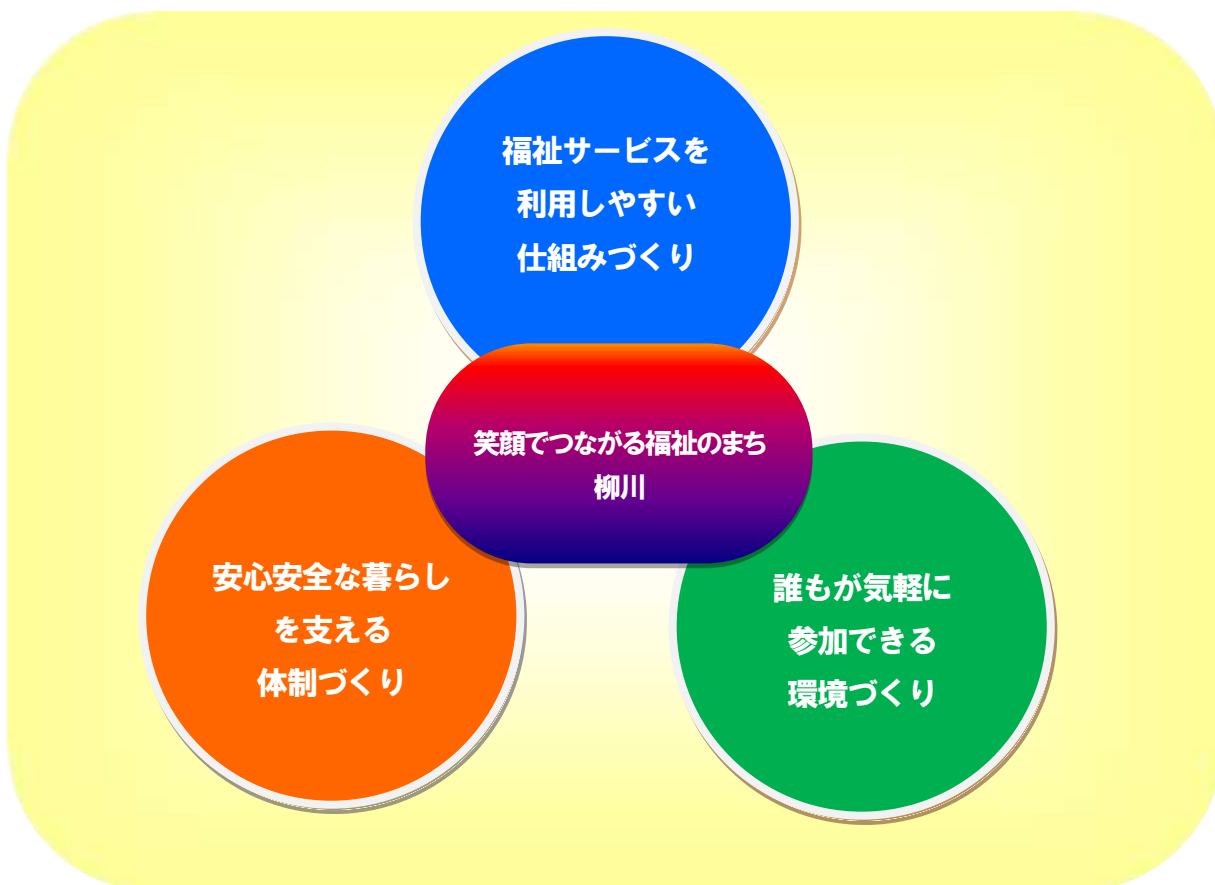 福祉サービスを
利用しやすい
仕組みづくり
笑顔でつながる福祉のまち
柳川
安心安全な暮らし
を支える
体制づくり
誰もが気軽に
参加できる
環境づくり